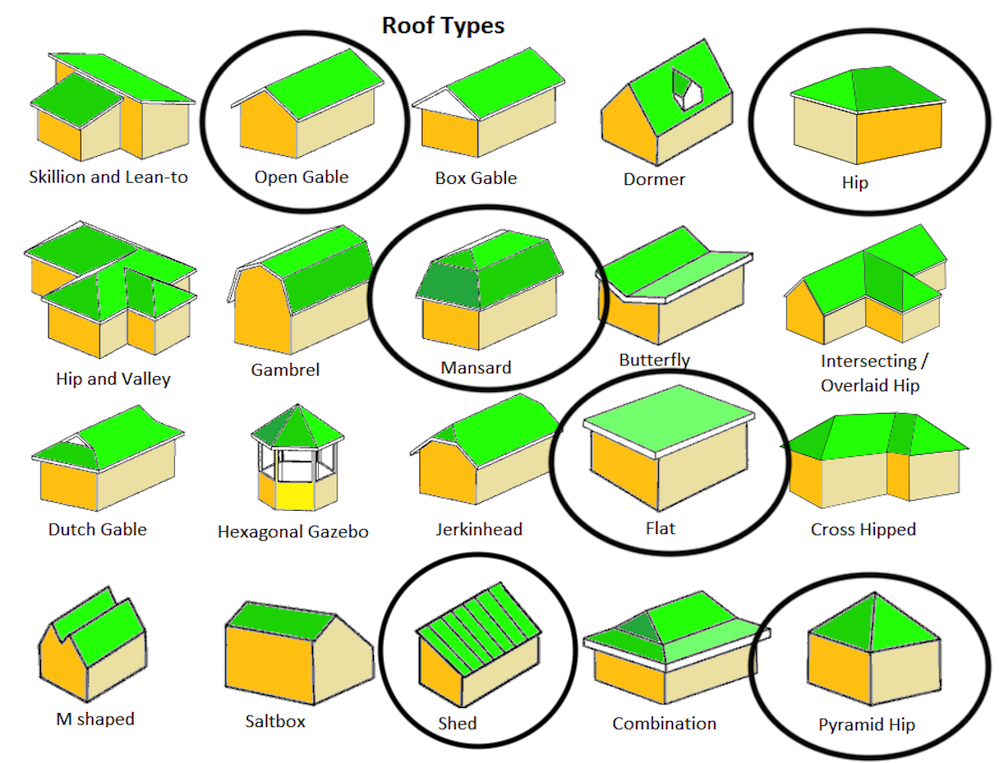 Roof Types
Skillion and Lean-to
Open Gable
Box Gable
Dormer
Hip
Hip and Valley
Gambrel
Mansard
Butterfly
Intersecting /
Overlaid Hip
Dutch Gable
Hexagonal Gazebo
Jerkinhead
Flat
Cross Hipped
M shaped
Saltbox
Shed
Combination
Pyramid Hip